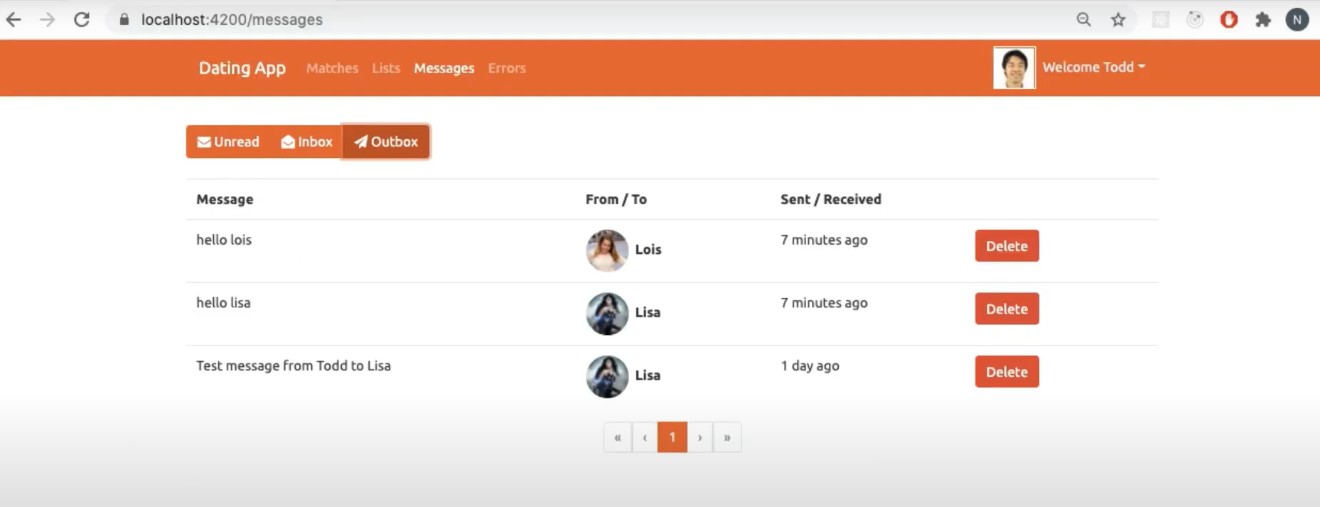 localhost:4200/messages
N
Dating App Matches Lists Messages Errors Welcome Todd
Unread Inbox Outbox
Message From / To Sent / Received
hello lois Lois 7 minutes ago Delete
hello lisa Lisa 7 minutes ago Delete
Test message from Todd to Lisa Lisa 1 day ago Delete
« ‹ 1 › »